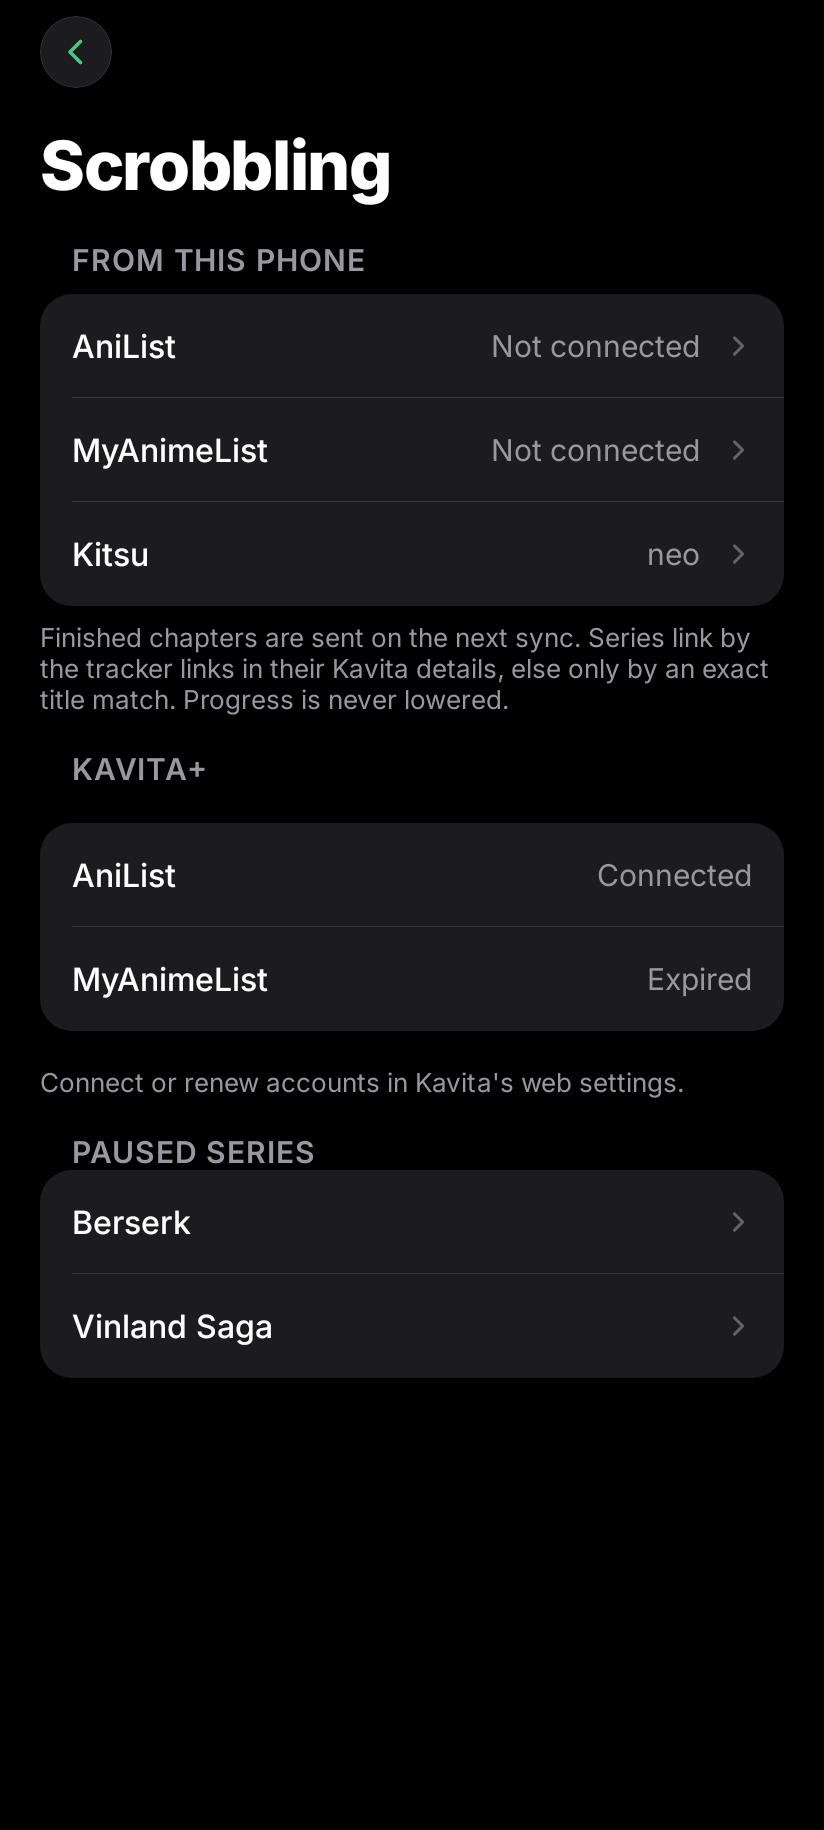 Scrobbling
FROM THIS PHONE
AniList Not connected
MyAnimeList Not connected
Kitsu neo
Finished chapters are sent on the next sync. Series link by
the tracker links in their Kavita details, else only by an exact
title match. Progress is never lowered.
KAVITA+
AniList Connected
MyAnimeList Expired
Connect or renew accounts in Kavita's web settings.
PAUSED SERIES
Berserk
Vinland Saga